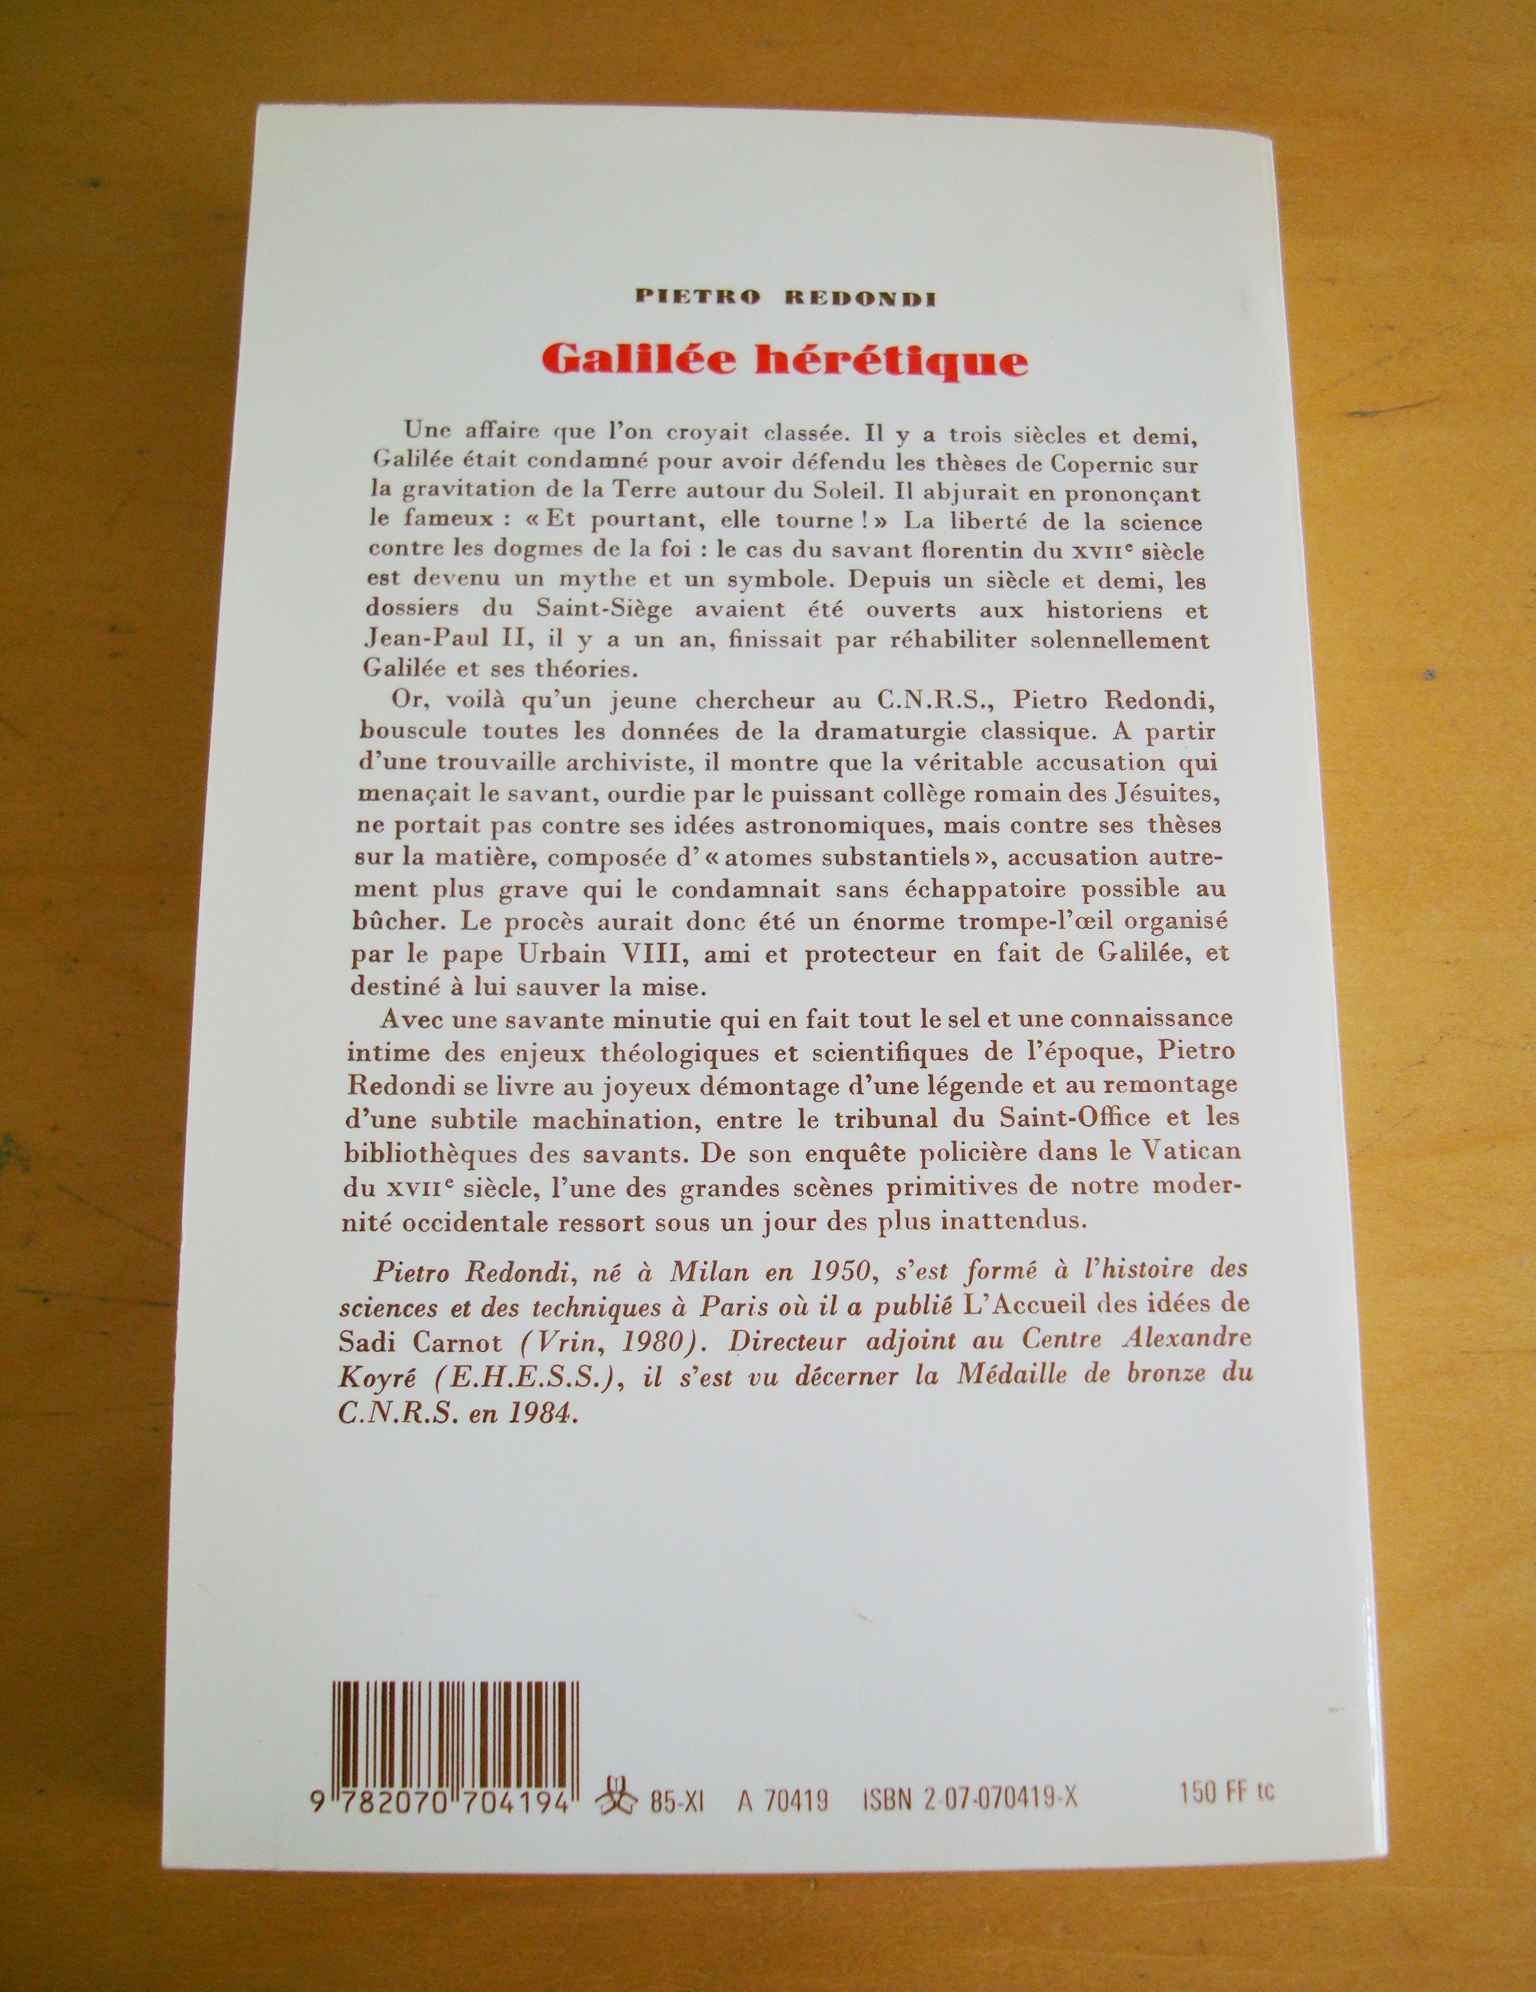 PIETRO REDONDI
Galilée hérétique
Une affaire que l'on croyait classée. Il y a trois siècles et demi,
Galilée était condamné pour avoir défendu les thèses de Copernic sur
la gravitation de la Terre autour du Soleil. Il abjurait en prononçant
le fameux : « Et pourtant, elle tourne ! » La liberté de la science
contre les dogmes de la foi : le cas du savant florentin du XVIIe siècle
est devenu un mythe et un symbole. Depuis un siècle et demi, les
dossiers du Saint-Siège avaient été ouverts aux historiens et
Jean-Paul II, il y a un an, finissait par réhabiliter solennellement
Galilée et ses théories.
Or, voilà qu'un jeune chercheur au C.N.R.S., Pietro Redondi,
bouscule toutes les données de la dramaturgie classique. A partir
d'une trouvaille archiviste, il montre que la véritable accusation qui
menaçait le savant, ourdie par le puissant collège romain des Jésuites,
ne portait pas contre ses idées astronomiques, mais contre ses thèses
sur la matière, composée d' « atomes substantiels », accusation autre-
ment plus grave qui le condamnait sans échappatoire possible au
bûcher. Le procès aurait donc été un énorme trompe-l'œil organisé
par le pape Urbain VIII, ami et protecteur en fait de Galilée, et
destiné à lui sauver la mise.
Avec une savante minutie qui en fait tout le sel et une connaissance
intime des enjeux théologiques et scientifiques de l'époque, Pietro
Redondi se livre au joyeux démontage d'une légende et au remontage
d'une subtile machination, entre le tribunal du Saint-Office et les
bibliothèques des savants. De son enquête policière dans le Vatican
du XVIIe siècle, l'une des grandes scènes primitives de notre moder-
nité occidentale ressort sous un jour des plus inattendus.
Pietro Redondi, né à Milan en 1950, s'est formé à l'histoire des
sciences et des techniques à Paris où il a publié L'Accueil des idées de
Sadi Carnot (Vrin, 1980). Directeur adjoint au Centre Alexandre
Koyré (E.H.E.S.S.), il s'est vu décerner la Médaille de bronze du
C.N.R.S. en 1984.
9 782070 704194 85-XI A 70419 ISBN 2-07-070419-X 150 FF tc